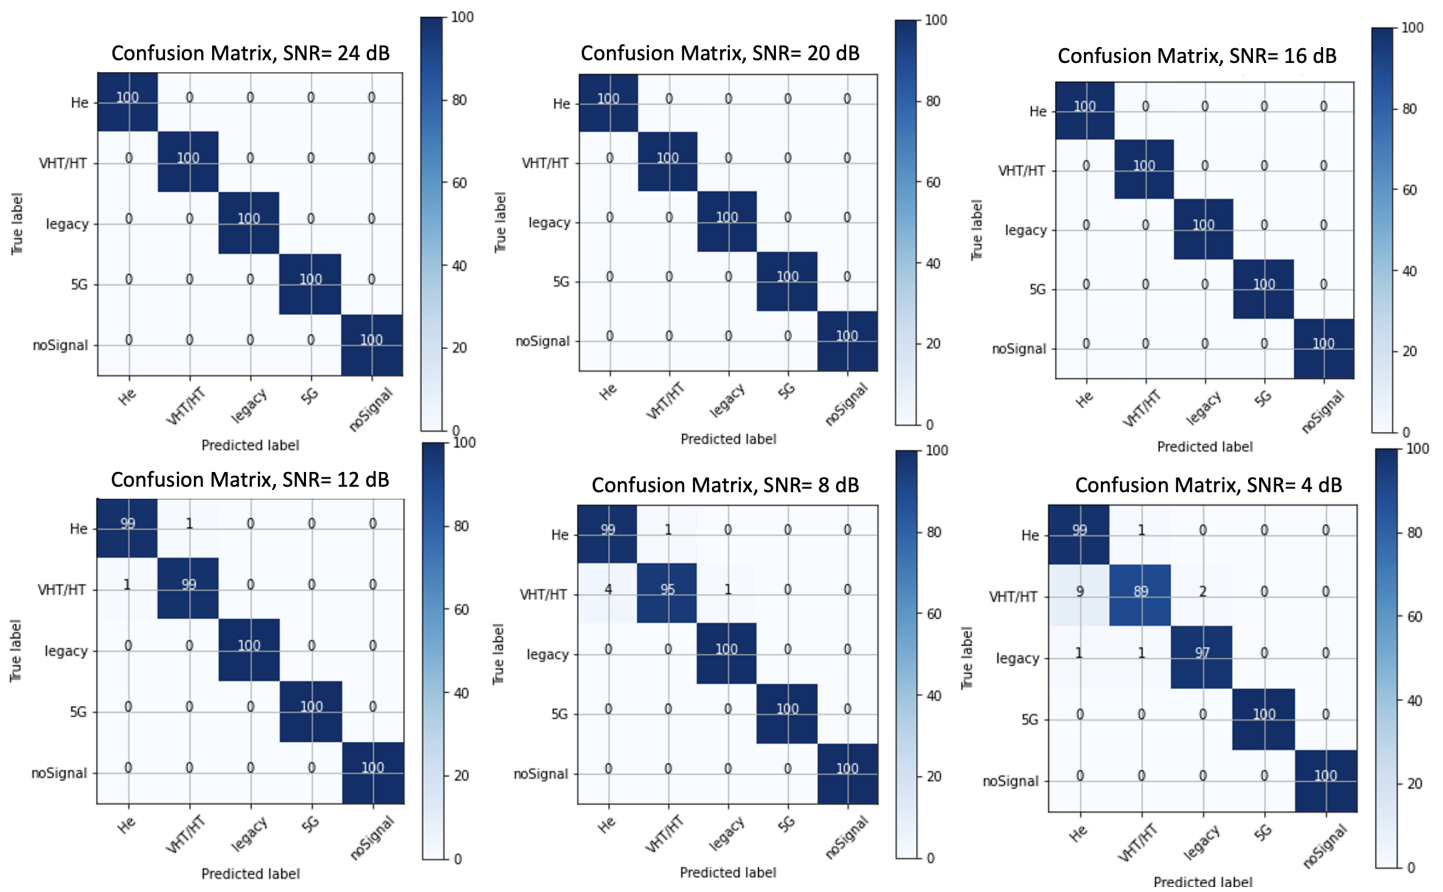 Confusion Matrix, SNR= 24 dB
He 100 0 0 0 0
VHT/HT 0 100 0 0 0
legacy 0 0 100 0 0
5G 0 0 0 100 0
noSignal 0 0 0 0 100
He VHT/HT legacy 5G noSignal
Predicted label
True label
100
80
60
40
20
0
Confusion Matrix, SNR= 20 dB
He 100 0 0 0 0
VHT/HT 0 100 0 0 0
legacy 0 0 100 0 0
5G 0 0 0 100 0
noSignal 0 0 0 0 100
He VHT/HT legacy 5G noSignal
Predicted label
True label
100
80
60
40
20
0
Confusion Matrix, SNR= 16 dB
He 100 0 0 0 0
VHT/HT 0 100 0 0 0
legacy 0 0 100 0 0
5G 0 0 0 100 0
noSignal 0 0 0 0 100
He VHT/HT legacy 5G noSignal
Predicted label
True label
100
80
60
40
20
0
Confusion Matrix, SNR= 12 dB
He 99 1 0 0 0
VHT/HT 1 99 0 0 0
legacy 0 0 100 0 0
5G 0 0 0 100 0
noSignal 0 0 0 0 100
He VHT/HT legacy 5G noSignal
Predicted label
True label
100
80
60
40
20
0
Confusion Matrix, SNR= 8 dB
He 99 1 0 0 0
VHT/HT 4 95 1 0 0
legacy 0 0 100 0 0
5G 0 0 0 100 0
noSignal 0 0 0 0 100
He VHT/HT legacy 5G noSignal
Predicted label
True label
100
80
60
40
20
0
Confusion Matrix, SNR= 4 dB
He 99 1 0 0 0
VHT/HT 9 89 2 0 0
legacy 1 1 97 0 0
5G 0 0 0 100 0
noSignal 0 0 0 0 100
He VHT/HT legacy 5G noSignal
Predicted label
True label
100
80
60
40
20
0